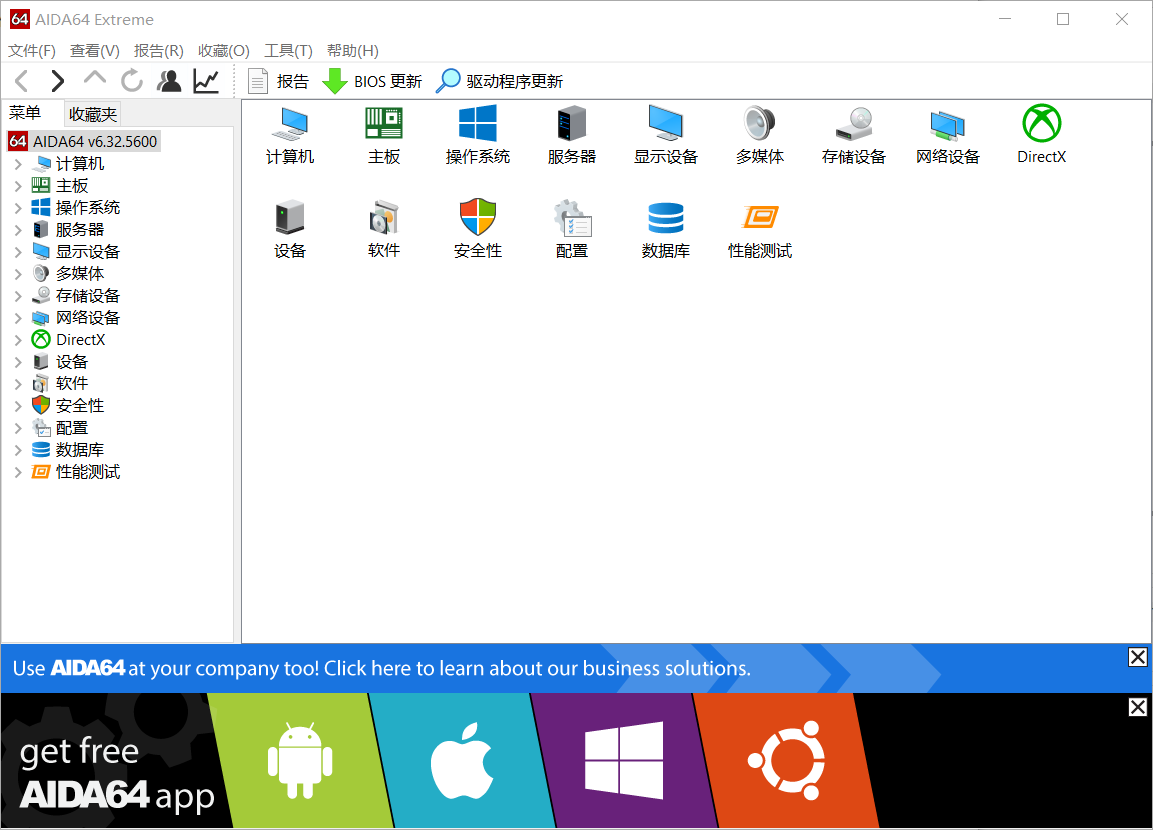 64 AIDA64 Extreme
文件(F) 查看(V) 报告(R) 收藏(O) 工具(T) 帮助(H)
报告 BIOS 更新 驱动程序更新
菜单 收藏夹
64 AIDA64 v6.32.5600
计算机
主板
操作系统
服务器
显示设备
多媒体
存储设备
网络设备
DirectX
设备
软件
安全性
配置
数据库
性能测试
计算机 主板 操作系统 服务器 显示设备 多媒体 存储设备 网络设备 DirectX
设备 软件 安全性 配置 数据库 性能测试
Use AIDA64 at your company too! Click here to learn about our business solutions.
get free
AIDA64 app